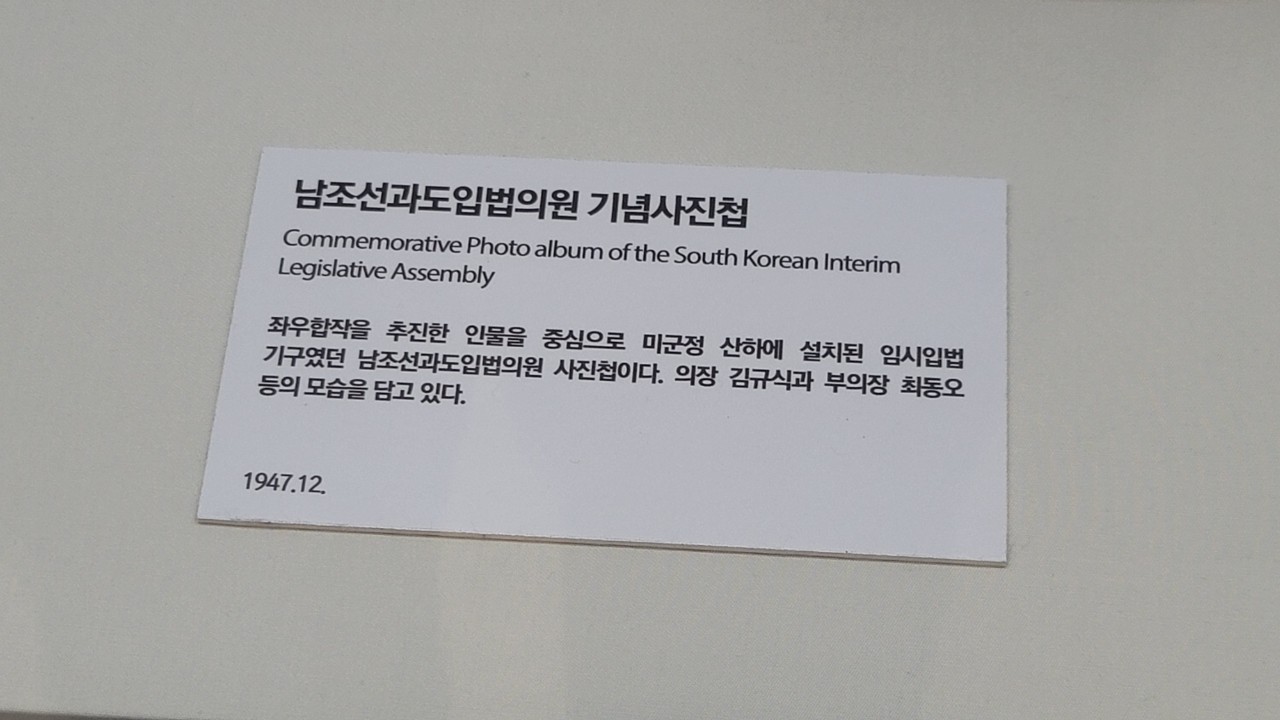 남조선과도입법의원 기념사진첩
Commemorative Photo album of the South Korean Interim
Legislative Assembly
좌우합작을 추진한 인물을 중심으로 미군정 산하에 설치된 임시입법
기구였던 남조선과도입법의원 사진첩이다. 의장 김규식과 부의장 최동오
등의 모습을 담고 있다.
1947.12.